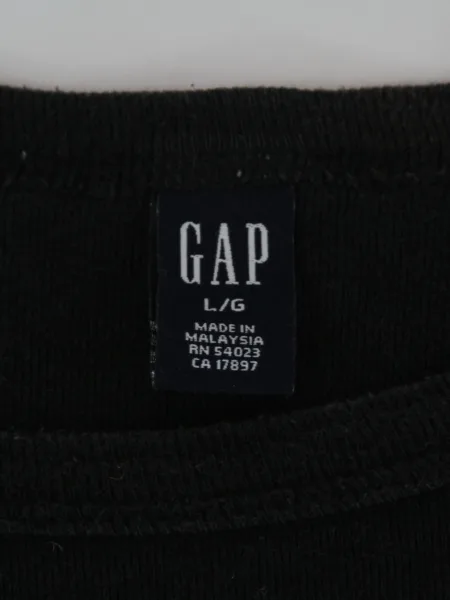 GAP
L/G
MADE IN
MALAYSIA
RN 54023
CA 17897